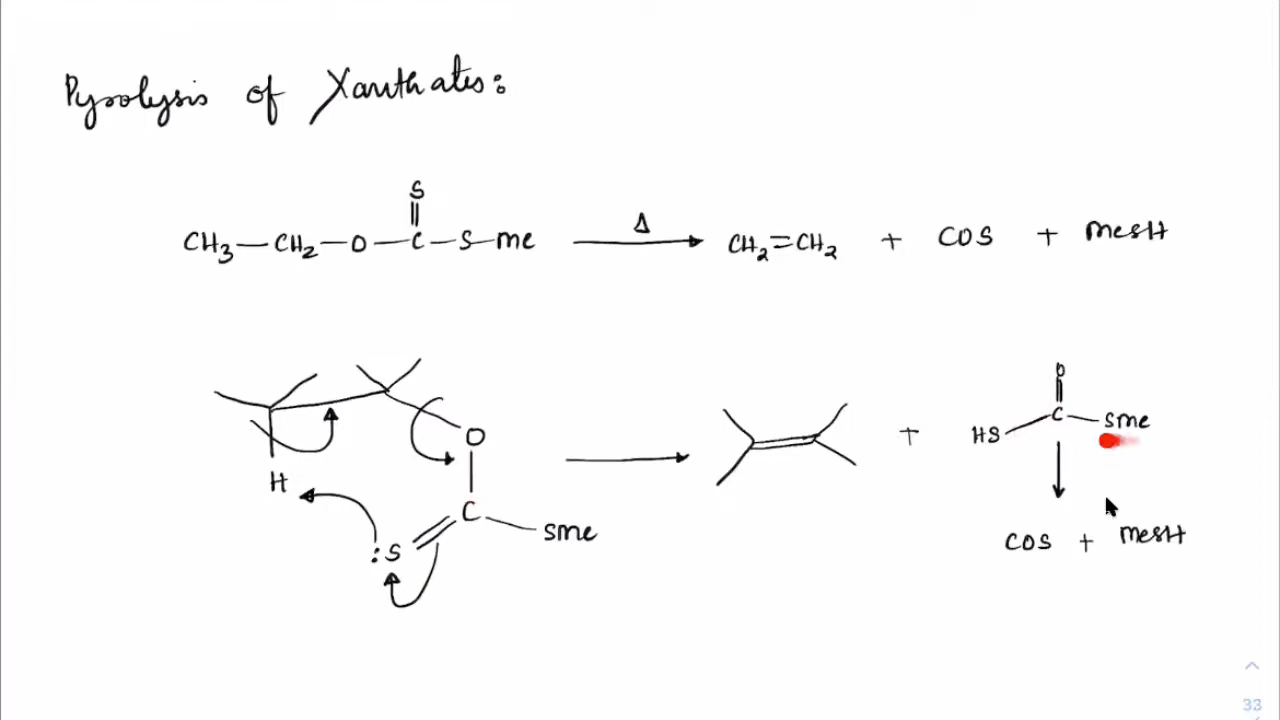 Pyrolysis of Xanthates:
S
CH₃—CH₂—O—C—S—Me Δ CH₂=CH₂ + COS + MeSH
O
HS C SMe
O +
H C
:S SMe
COS + MeSH
33